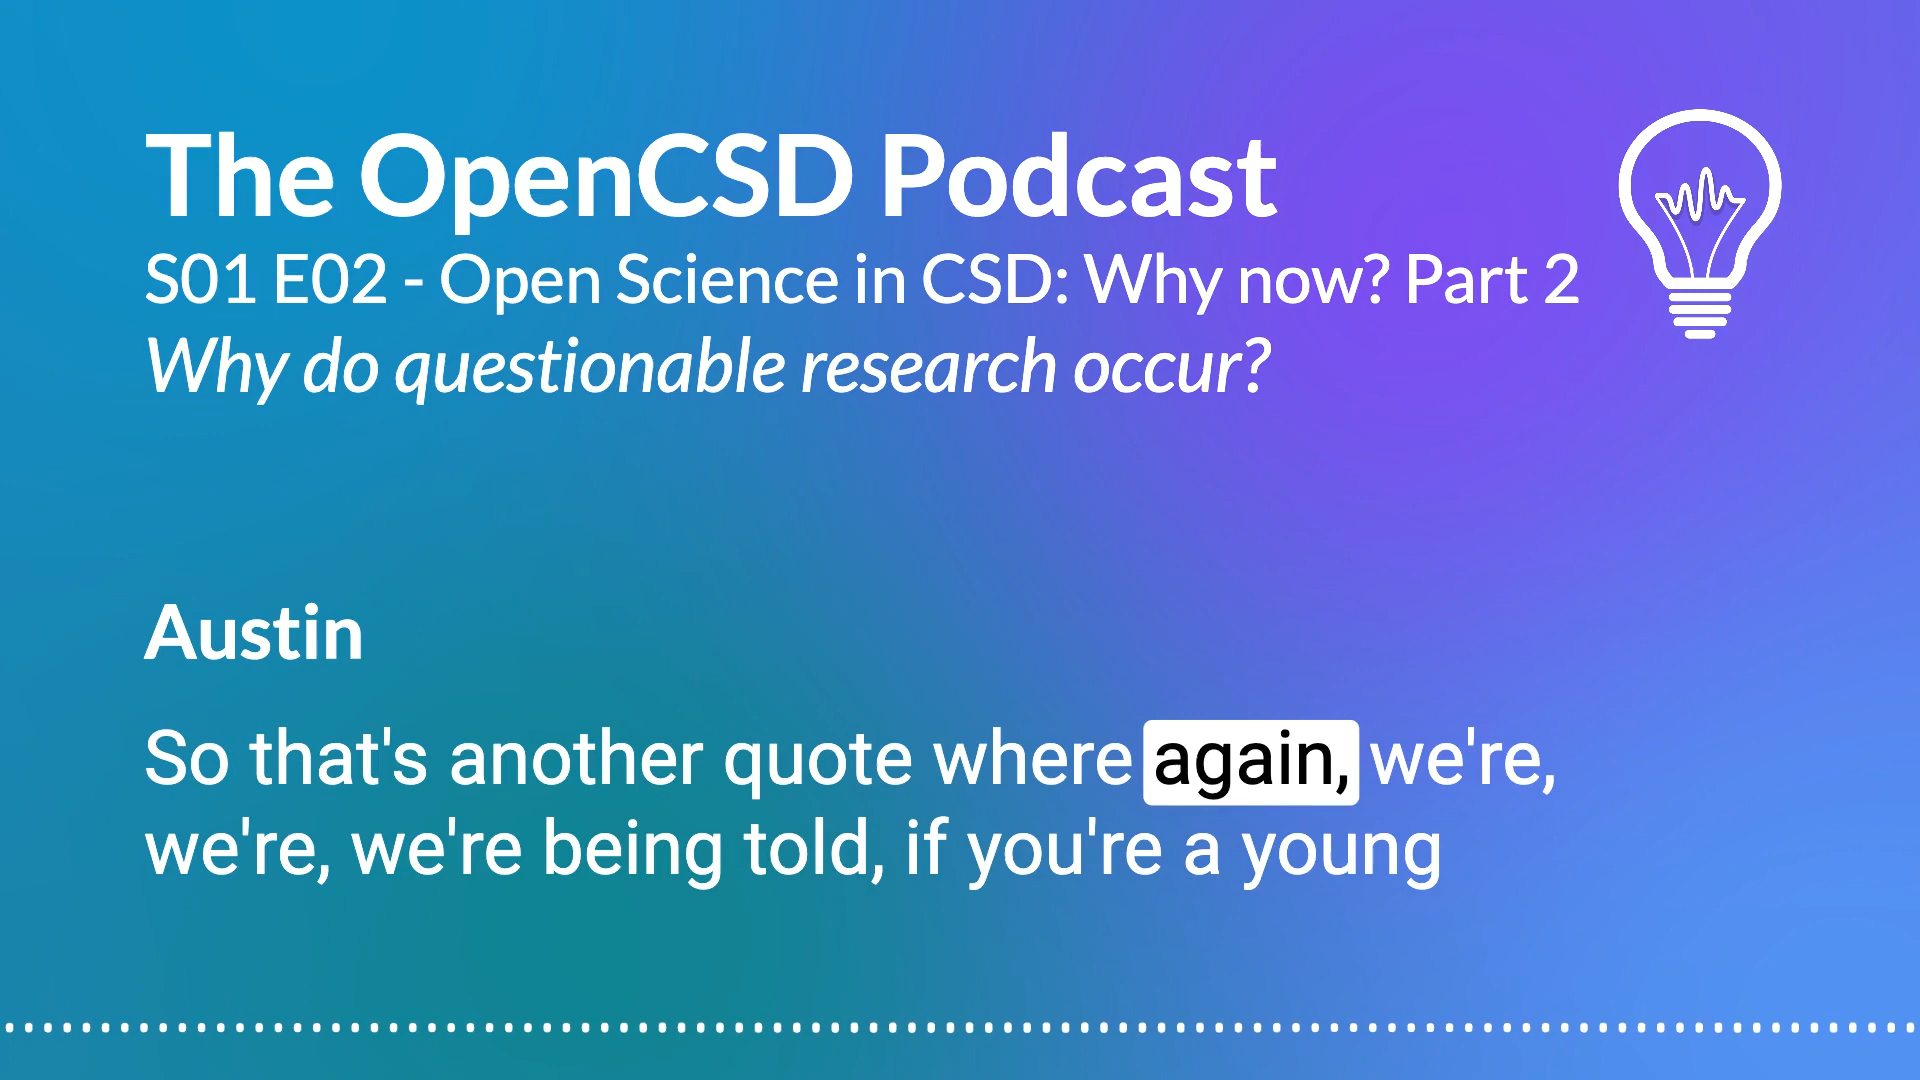 The OpenCSD Podcast
S01 E02 - Open Science in CSD: Why now? Part 2
Why do questionable research occur?
Austin
So that's another quote where again, we're,
we're, we're being told, if you're a young